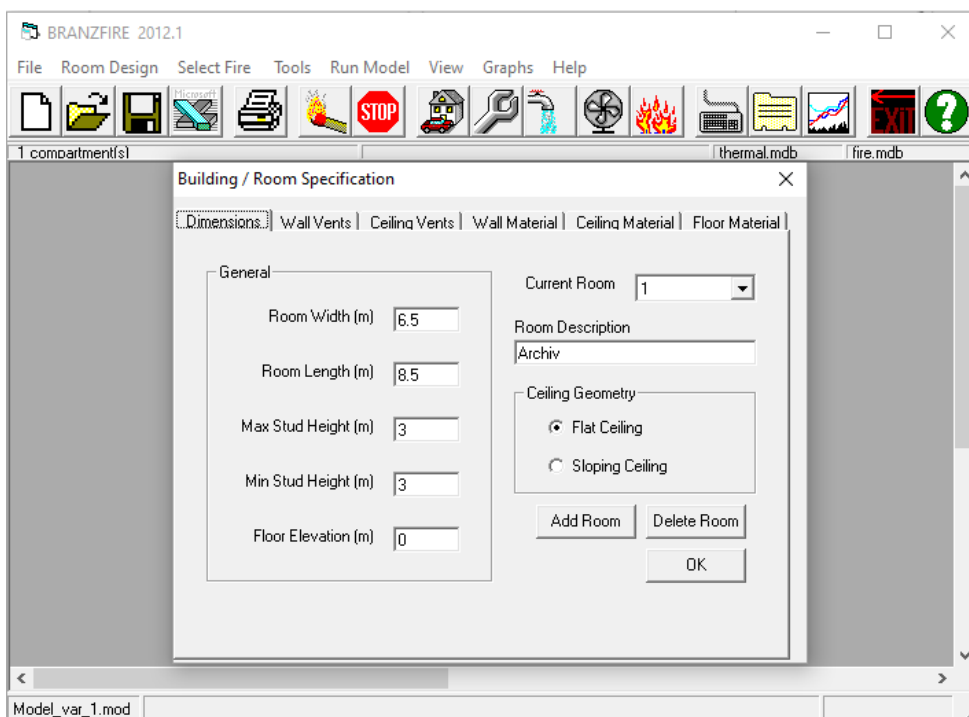 BRANZFIRE 2012.1
File Room Design Select Fire Tools Run Model View Graphs Help
Microsoft
STOP
EXIT
1 compartment(s) thermal.mdb fire.mdb
Building / Room Specification
Dimensions Wall Vents Ceiling Vents Wall Material Ceiling Material Floor Material
General
Room Width (m) 6.5
Room Length (m) 8.5
Max Stud Height (m) 3
Min Stud Height (m) 3
Floor Elevation (m) 0
Current Room 1
Room Description
Archiv
Ceiling Geometry
Flat Ceiling
Sloping Ceiling
Add Room Delete Room
OK
Model_var_1.mod